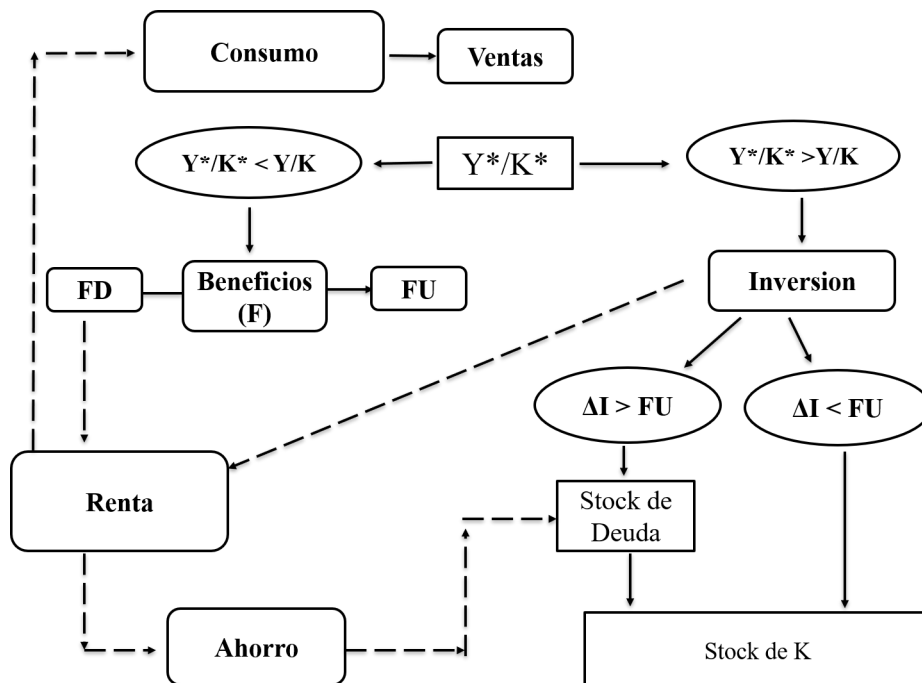 Consumo
Ventas
Y*/K* < Y/K
Y*/K*
Y*/K* >Y/K
FD
Beneficios
(F)
FU
Inversion
ΔI > FU
ΔI < FU
Renta
Stock de
Deuda
Ahorro
Stock de K